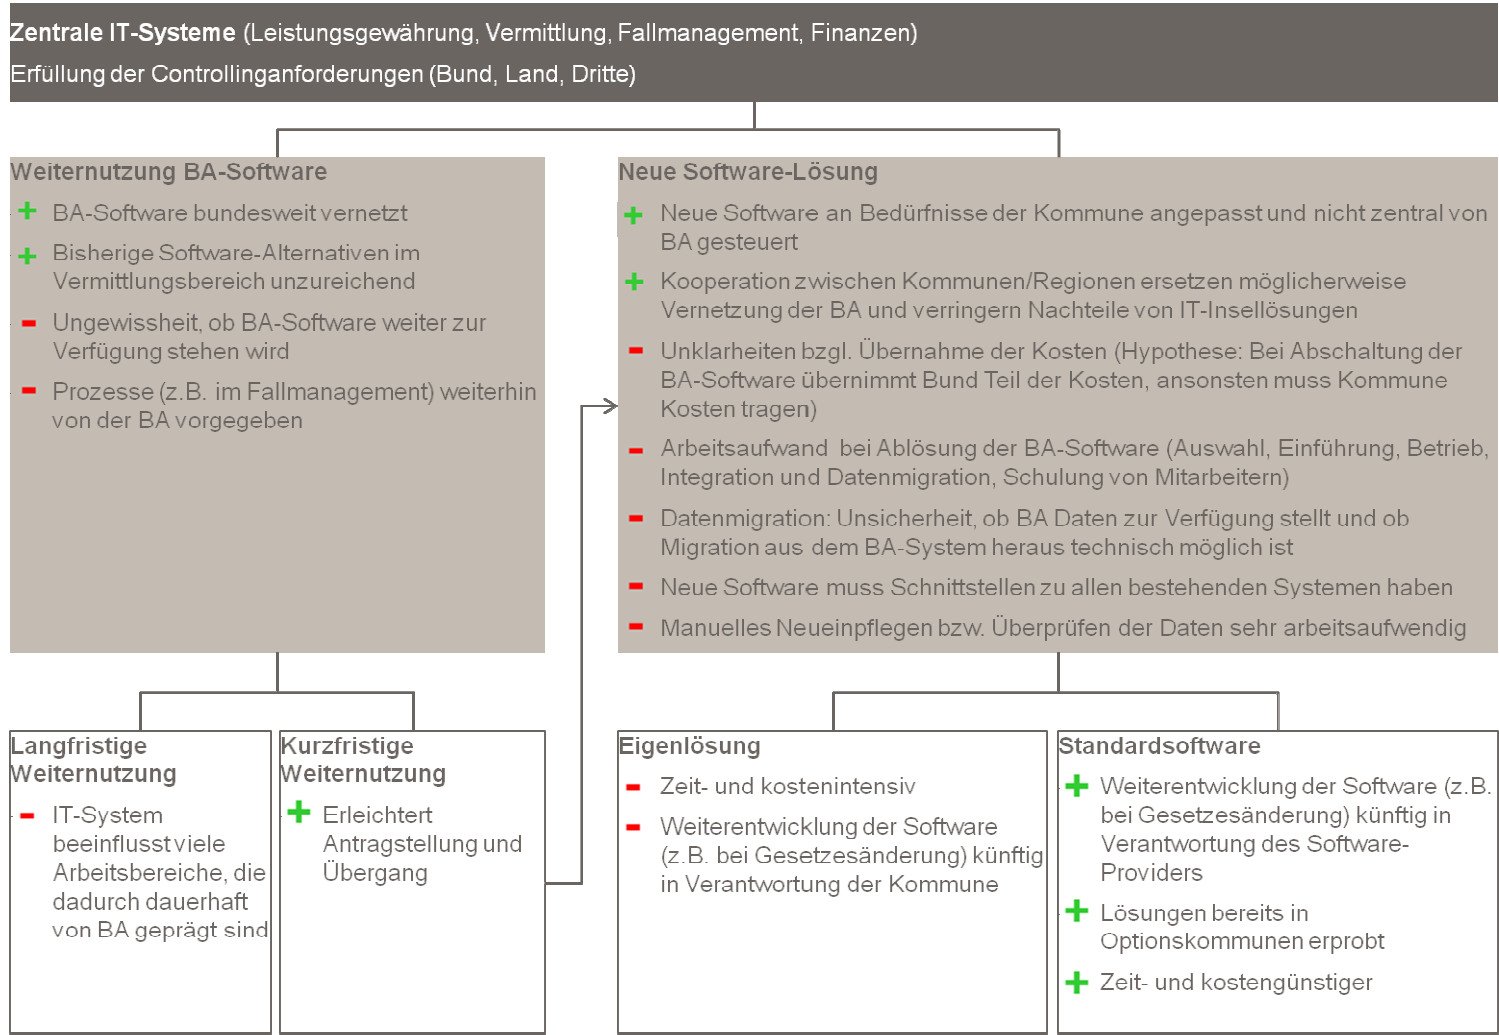 Zentrale IT-Systeme (Leistungsgewährung, Vermittlung, Fallmanagement, Finanzen)
Erfüllung der Controllinganforderungen (Bund, Land, Dritte)
Weiternutzung BA-Software
+ BA-Software bundesweit vernetzt
+ Bisherige Software-Alternativen im
Vermittlungsbereich unzureichend
- Ungewissheit, ob BA-Software weiter zur
Verfügung stehen wird
- Prozesse (z.B. im Fallmanagement) weiterhin
von der BA vorgegeben
Neue Software-Lösung
+ Neue Software an Bedürfnisse der Kommune angepasst und nicht zentral von
BA gesteuert
+ Kooperation zwischen Kommunen/Regionen ersetzen möglicherweise
Vernetzung der BA und verringern Nachteile von IT-Insellösungen
- Unklarheiten bzgl. Übernahme der Kosten (Hypothese: Bei Abschaltung der
BA-Software übernimmt Bund Teil der Kosten, ansonsten muss Kommune
Kosten tragen)
- Arbeitsaufwand bei Ablösung der BA-Software (Auswahl, Einführung, Betrieb,
Integration und Datenmigration, Schulung von Mitarbeitern)
- Datenmigration: Unsicherheit, ob BA Daten zur Verfügung stellt und ob
Migration aus dem BA-System heraus technisch möglich ist
- Neue Software muss Schnittstellen zu allen bestehenden Systemen haben
- Manuelles Neueinpflegen bzw. Überprüfen der Daten sehr arbeitsaufwendig
Langfristige
Weiternutzung
- IT-System
beeinflusst viele
Arbeitsbereiche, die
dadurch dauerhaft
von BA geprägt sind
Kurzfristige
Weiternutzung
+ Erleichtert
Antragstellung und
Übergang
Eigenlösung
- Zeit- und kostenintensiv
- Weiterentwicklung der Software
(z.B. bei Gesetzesänderung) künftig
in Verantwortung der Kommune
Standardsoftware
+ Weiterentwicklung der Software (z.B.
bei Gesetzesänderung) künftig in
Verantwortung des Software-
Providers
+ Lösungen bereits in
Optionskommunen erprobt
+ Zeit- und kostengünstiger